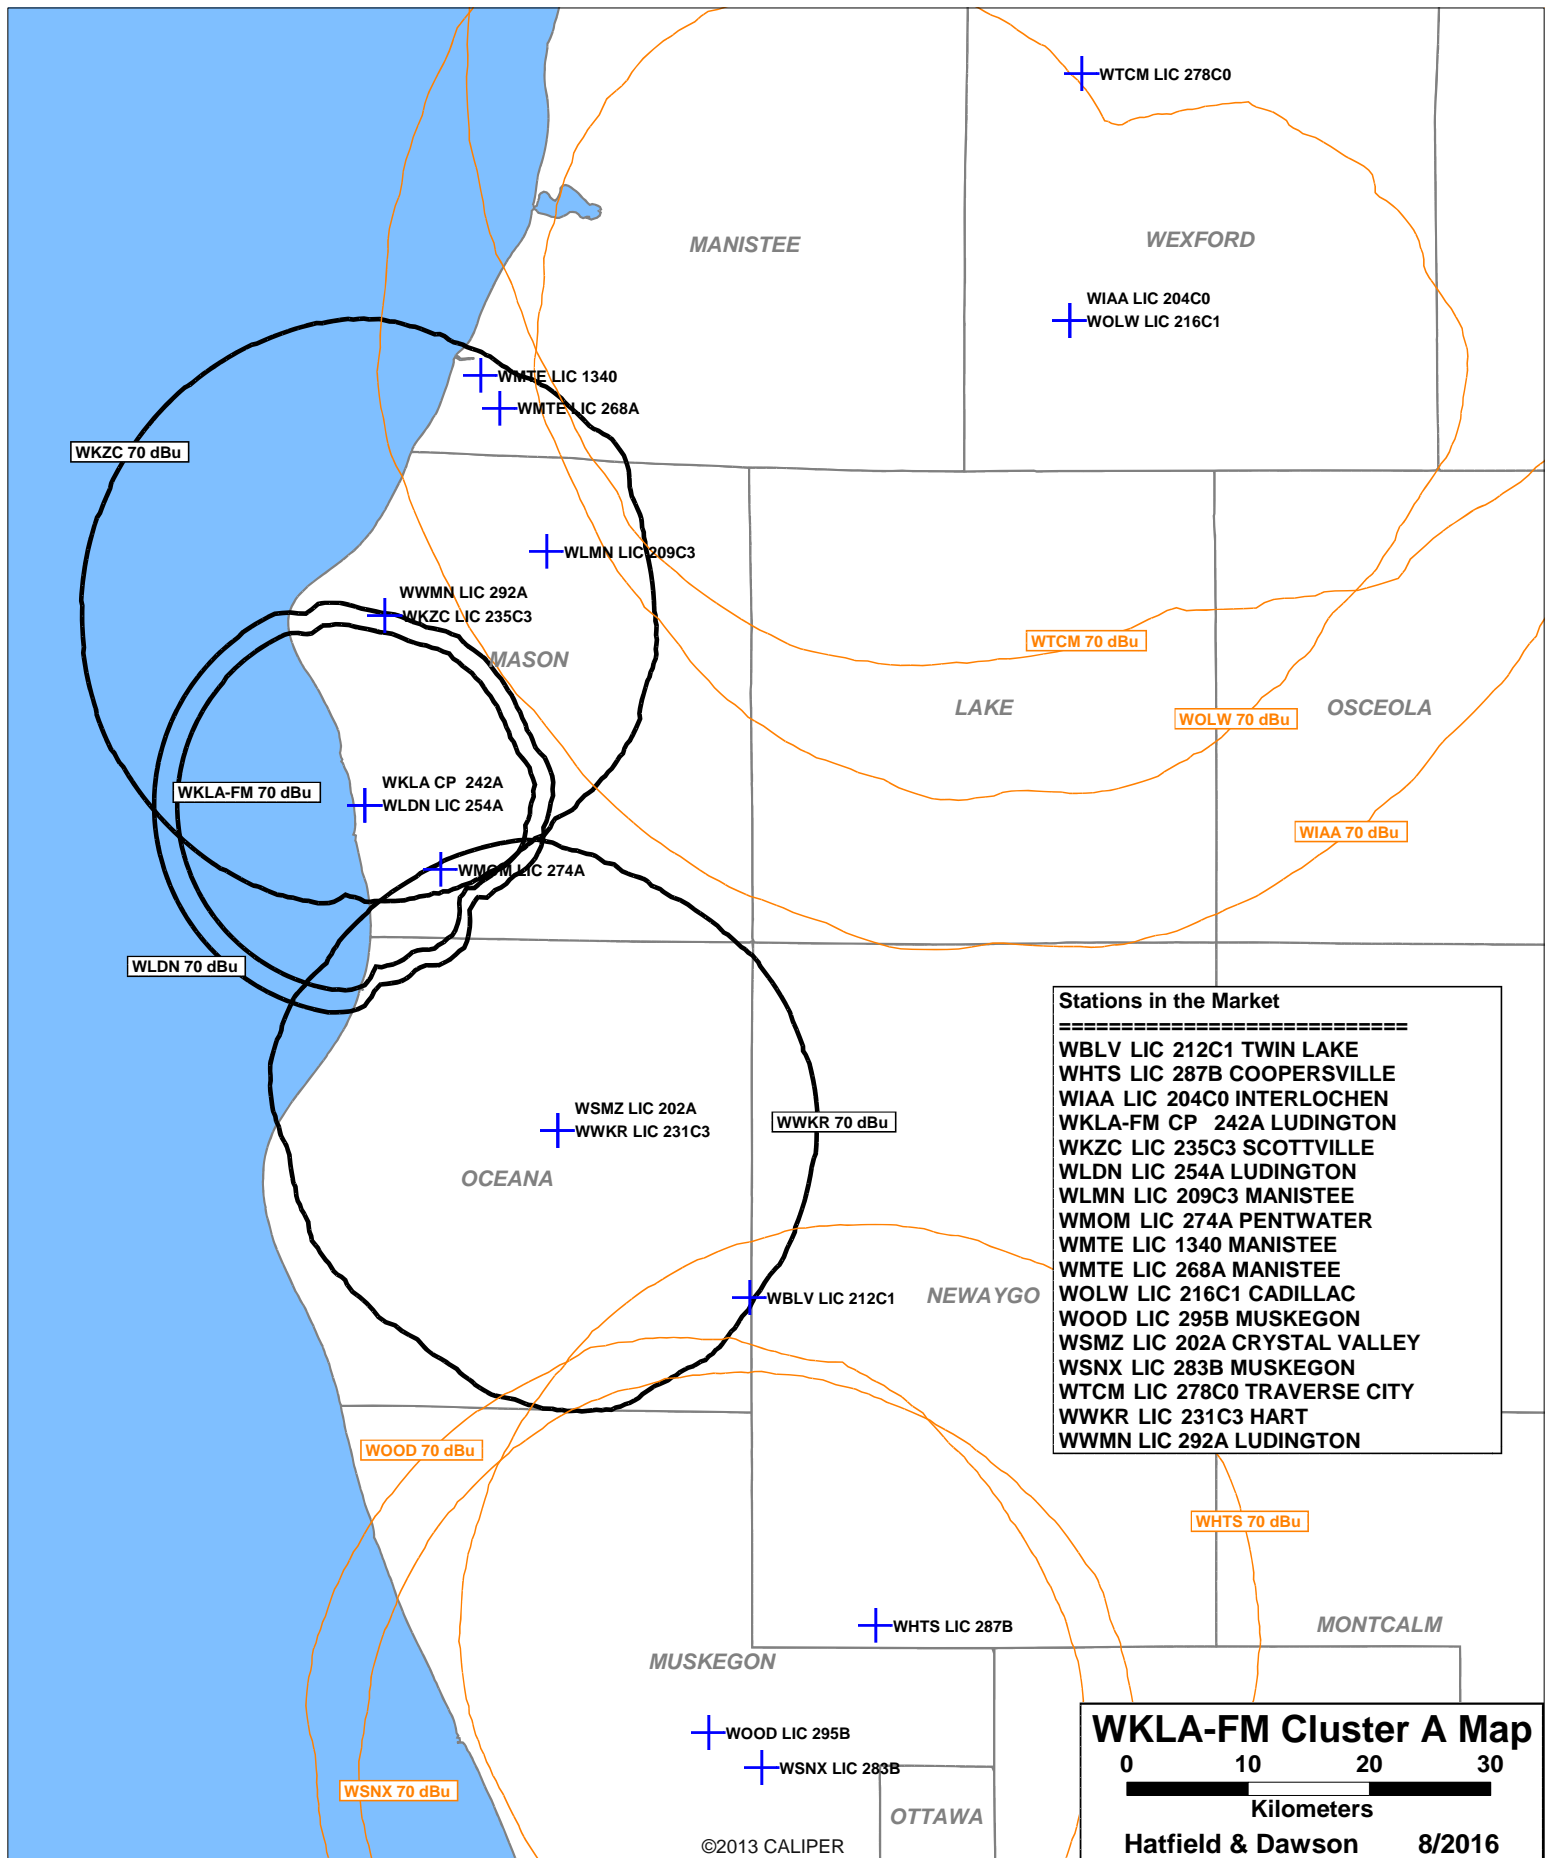 WTCM LIC 278C0
MANISTEE
WEXFORD
WIAA LIC 204C0
WOLW LIC 216C1
WMTE LIC 1340
WMTE LIC 268A
WKZC 70 dBu
WLMN LIC 209C3
WWMN LIC 292A
WKZC LIC 235C3
MASON
WTCM 70 dBu
LAKE
WOLW 70 dBu
OSCEOLA
WKLA CP  242A
WKLA-FM 70 dBu
WLDN LIC 254A
WIAA 70 dBu
WMOM LIC 274A
WLDN 70 dBu
Stations in the Market
============================
WBLV LIC 212C1 TWIN LAKE
WHTS LIC 287B COOPERSVILLE
WIAA LIC 204C0 INTERLOCHEN
WKLA-FM CP  242A LUDINGTON
WKZC LIC 235C3 SCOTTVILLE
WLDN LIC 254A LUDINGTON
WLMN LIC 209C3 MANISTEE
WMOM LIC 274A PENTWATER
WMTE LIC 1340 MANISTEE
WMTE LIC 268A MANISTEE
WOLW LIC 216C1 CADILLAC
WOOD LIC 295B MUSKEGON
WSMZ LIC 202A CRYSTAL VALLEY
WSNX LIC 283B MUSKEGON
WTCM LIC 278C0 TRAVERSE CITY
WWKR LIC 231C3 HART
WWMN LIC 292A LUDINGTON
WSMZ LIC 202A
WWKR LIC 231C3
WWKR 70 dBu
OCEANA
WBLV LIC 212C1
NEWAYGO
WOOD 70 dBu
WHTS 70 dBu
WHTS LIC 287B
MONTCALM
MUSKEGON
WOOD LIC 295B
WSNX LIC 283B
WSNX 70 dBu
OTTAWA
©2013 CALIPER
WKLA-FM Cluster A Map
0 10 20 30
Kilometers
Hatfield & Dawson 8/2016